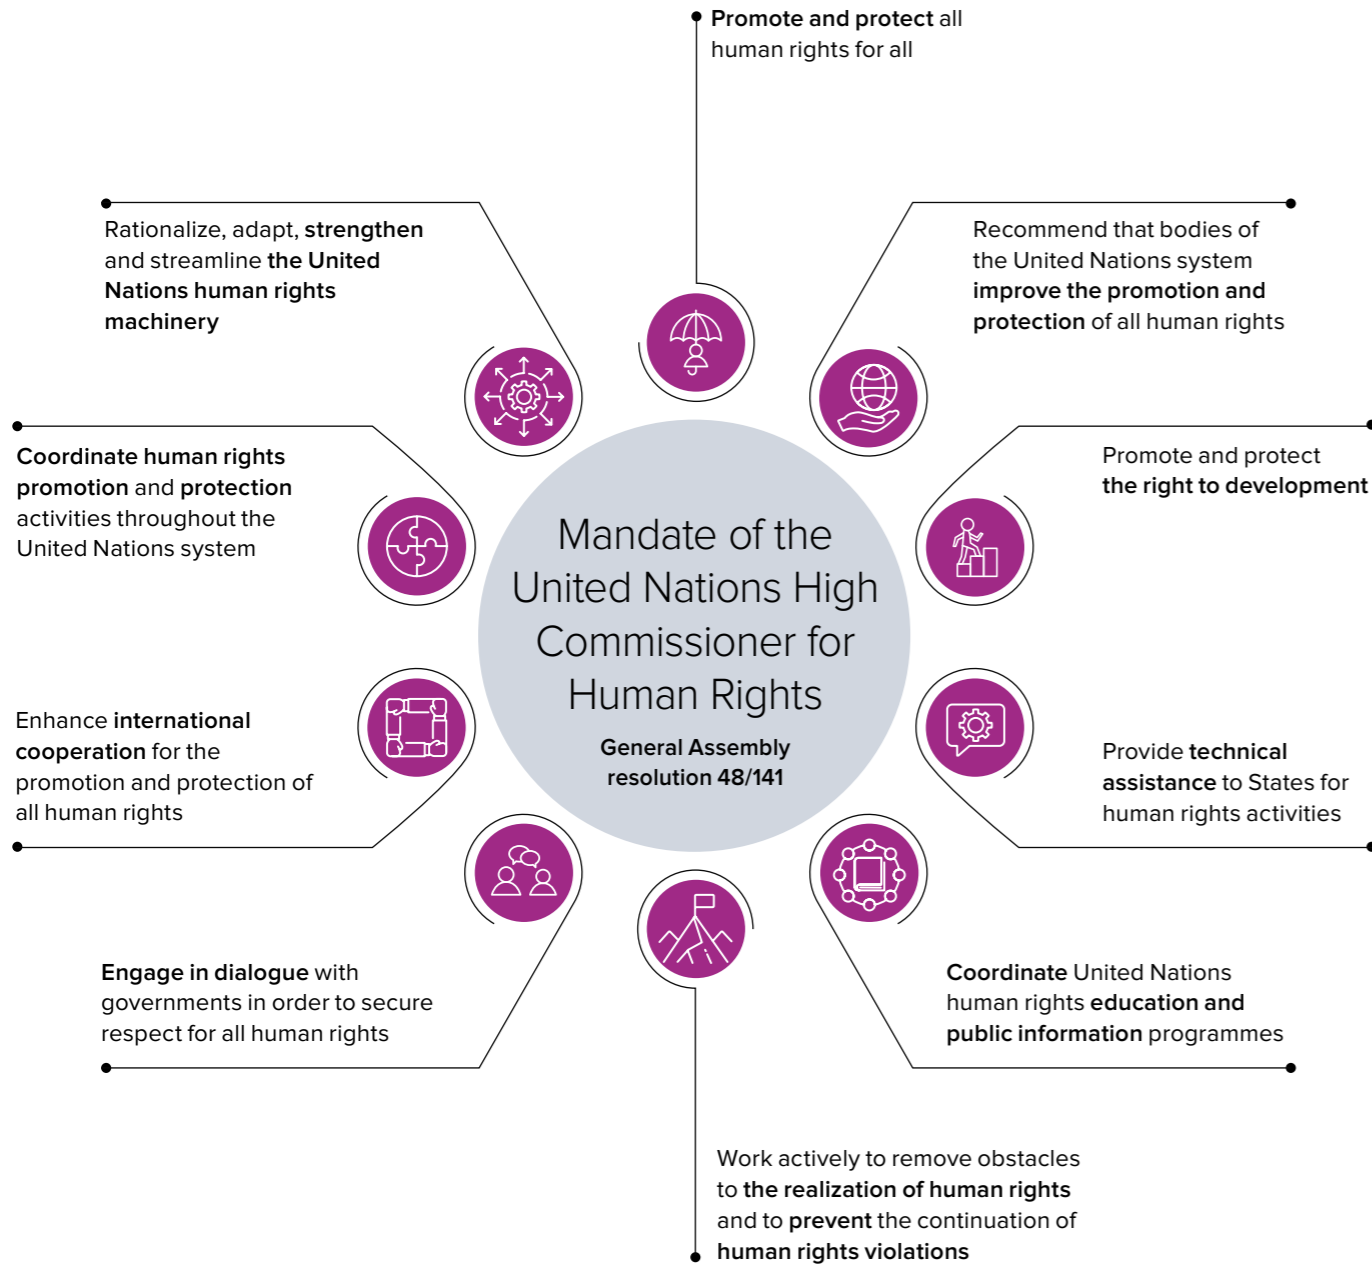 Promote and protect all
human rights for all
Recommend that bodies of
the United Nations system
improve the promotion and
protection of all human rights
Promote and protect
the right to development
Provide technical
assistance to States for
human rights activities
Coordinate United Nations
human rights education and
public information programmes
Work actively to remove obstacles
to the realization of human rights
and to prevent the continuation of
human rights violations
Engage in dialogue with
governments in order to secure
respect for all human rights
Enhance international
cooperation for the
promotion and protection of
all human rights
Coordinate human rights
promotion and protection
activities throughout the
United Nations system
Rationalize, adapt, strengthen
and streamline the United
Nations human rights
machinery
Mandate of the
United Nations High
Commissioner for
Human Rights
General Assembly
resolution 48/141